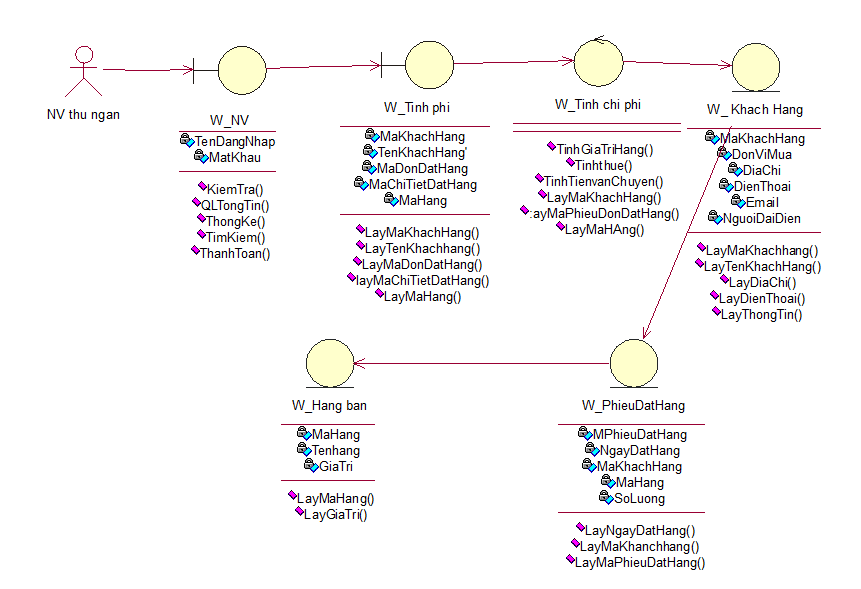 NV thu ngan
W_NV
TenDangNhap
MatKhau
KiemTra()
QLTongTin()
ThongKe()
TimKiem()
ThanhToan()
W_Tinh phi
MaKhachHang
TenKhachHang'
MaDonDatHang
MaChiTietDatHang
MaHang
LayMaKhachHang()
LayTenKhachhang()
LayMaDonDatHang()
layMaChiTietDatHang()
LayMaHang()
W_Tinh chi phi
TinhGiaTriHang()
Tinhthue()
TinhTienvanChuyen()
LayMaKhachHang()
LayMaPhieuDonDatHang()
LayMaHAng()
W_ Khach Hang
MaKhachHang
DonViMua
DiaChi
DienThoai
Email
NguoiDaiDien
LayMaKhachhang()
LayTenKhachHang()
LayDiaChi()
LayDienThoai()
LayThongTin()
W_Hang ban
MaHang
Tenhang
GiaTri
LayMaHang()
LayGiaTri()
W_PhieuDatHang
MPhieuDatHang
NgayDatHang
MaKhachHang
MaHang
SoLuong
LayNgayDatHang()
LayMaKhanchhang()
LayMaPhieuDatHang()